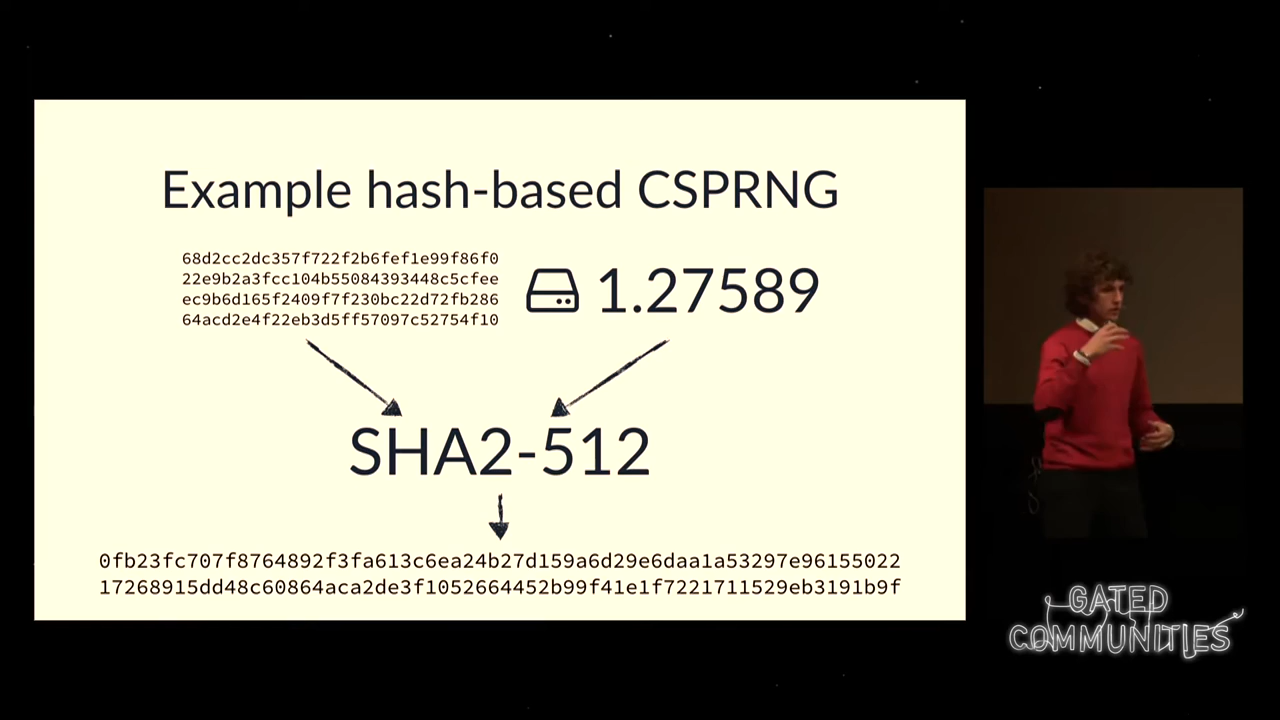 Example hash-based CSPRNG
68d2cc2dc357f722f2b6fef1e99f86f0
22e9b2a3fcc104b55084393448c5cfee
ec9b6d165f2409f7f230bc22d72fb286
64acd2e4f22eb3d5ff57097c52754f10
1.27589
SHA2-512
0fb23fc707f8764892f3fa613c6ea24b27d159a6d29e6daa1a53297e96155022
17268915dd48c60864aca2de3f1052664452b99f41e1f7221711529eb3191b9f
GATED
COMMUNITIES